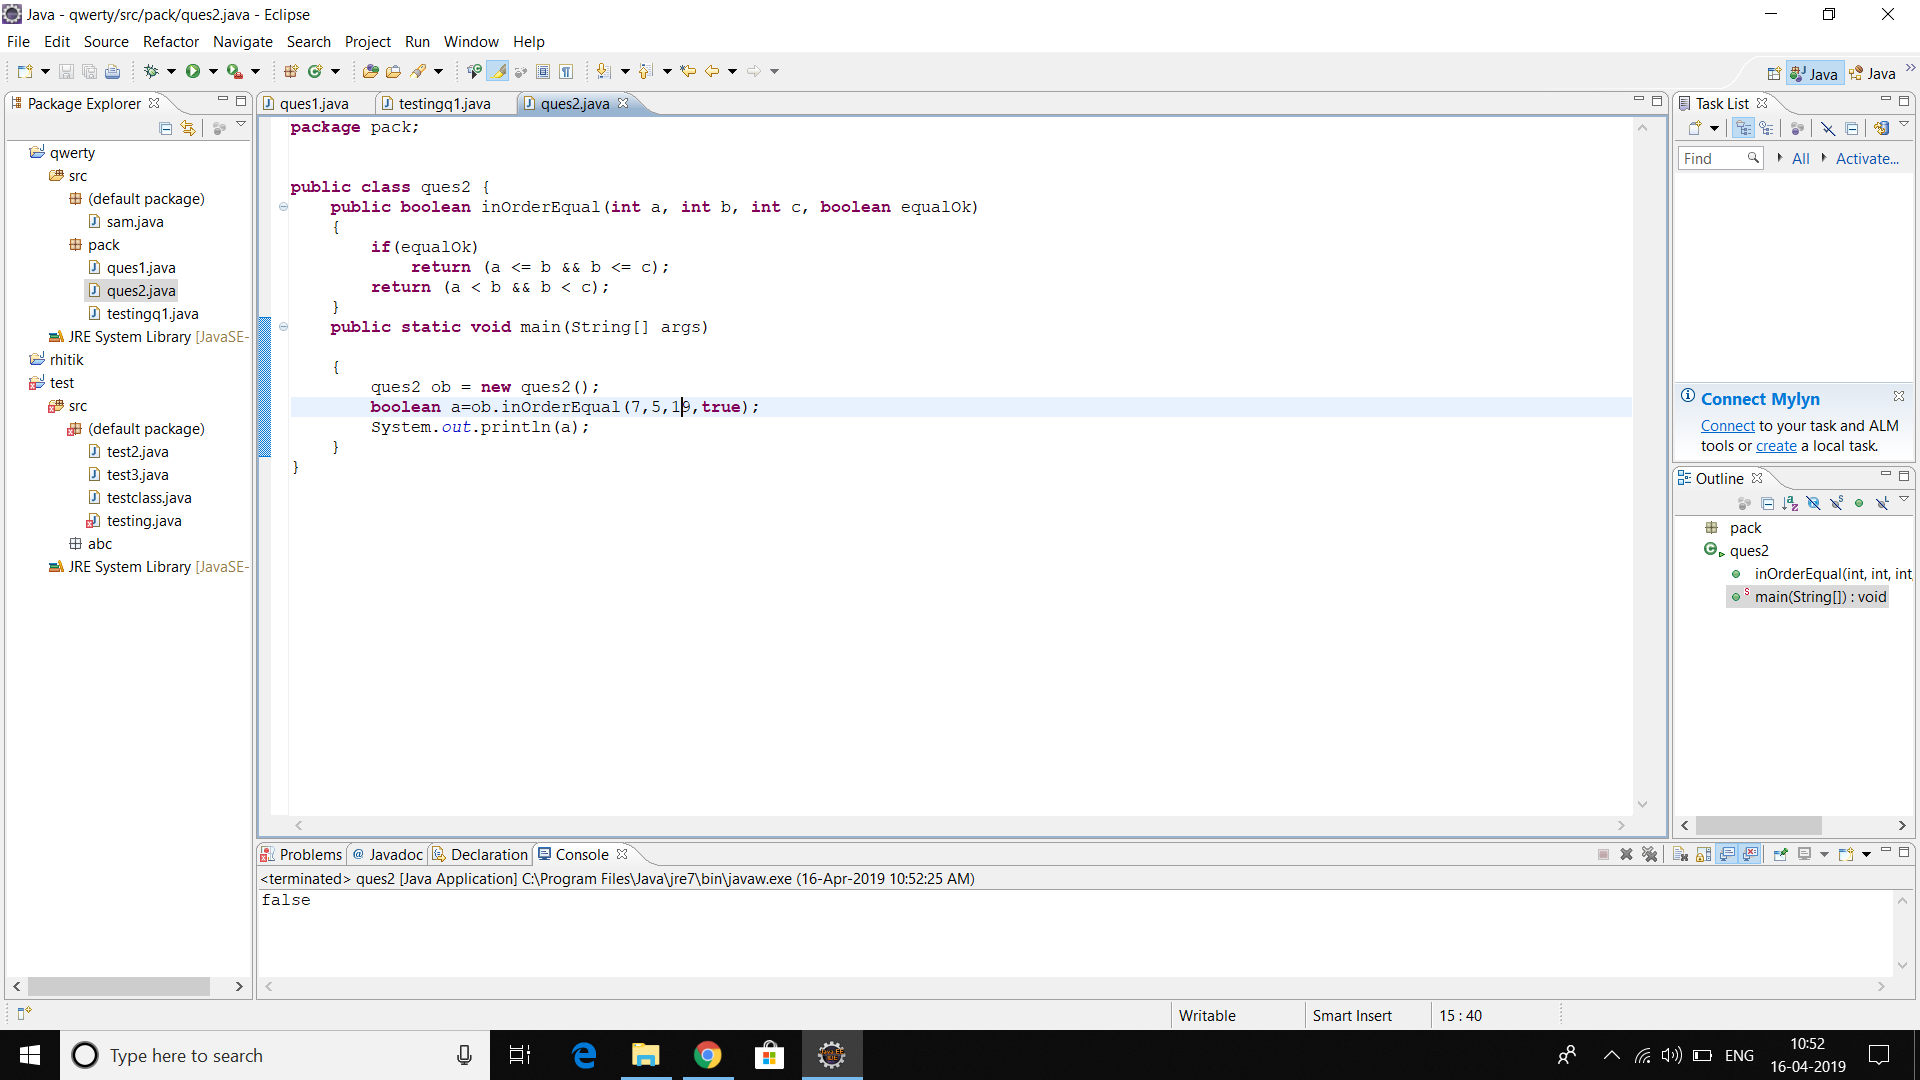 Java - qwerty/src/pack/ques2.java - Eclipse
File Edit Source Refactor Navigate Search Project Run Window Help
Java Java
Package Explorer
qwerty
src
(default package)
sam.java
pack
ques1.java
ques2.java
testingq1.java
JRE System Library [JavaSE-
rhitik
test
src
(default package)
test2.java
test3.java
testclass.java
testing.java
abc
JRE System Library [JavaSE-
ques1.java testingq1.java ques2.java
package pack;
public class ques2 {
public boolean inOrderEqual(int a, int b, int c, boolean equalOk)
{
if(equalOk)
return (a <= b && b <= c);
return (a < b && b < c);
}
public static void main(String[] args)
{
ques2 ob = new ques2();
boolean a=ob.inOrderEqual(7,5,19,true);
System.out.println(a);
}
}
Task List
Find All Activate...
Connect Mylyn
Connect to your task and ALM
tools or create a local task.
Outline
pack
ques2
inOrderEqual(int, int, int,
main(String[]) : void
Problems @ Javadoc Declaration Console
<terminated> ques2 [Java Application] C:\Program Files\Java\jre7\bin\javaw.exe (16-Apr-2019 10:52:25 AM)
false
Writable Smart Insert 15 : 40
Type here to search
ENG
10:52
16-04-2019